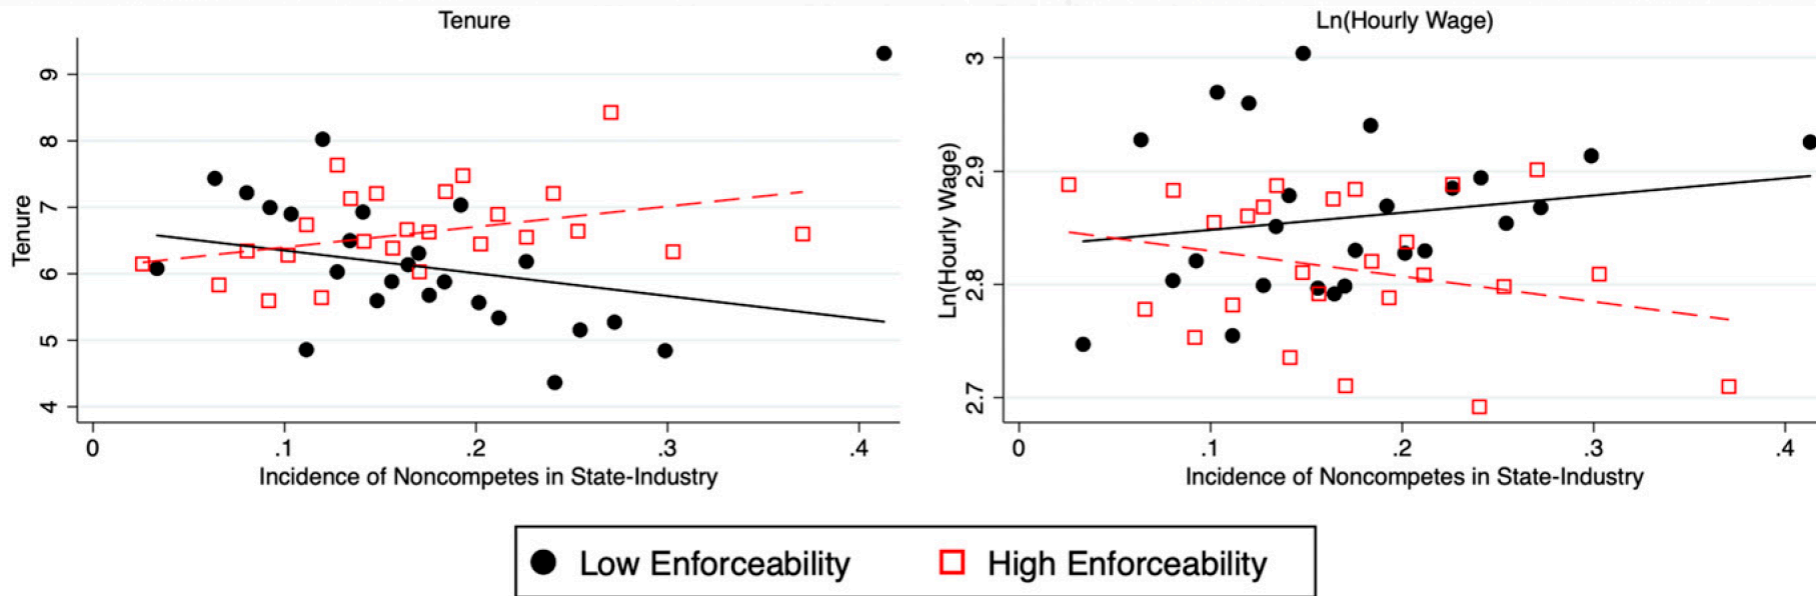 Tenure
Tenure
9
8
7
6
5
4
0 .1 .2 .3 .4
Incidence of Noncompetes in State-Industry
Ln(Hourly Wage)
Ln(Hourly Wage)
3
2.9
2.8
2.7
0 .1 .2 .3 .4
Incidence of Noncompetes in State-Industry
Low Enforceability High Enforceability